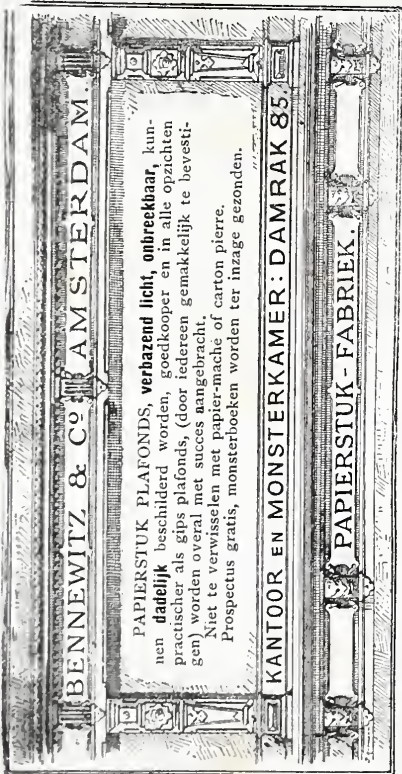 BENNEWITZ & Cº AMSTERDAM.
PAPIERSTUK PLAFONDS, verbazend licht, onbreekbaar, kun-
nen dadelijk beschilderd worden, goedkooper en in alle opzichten
practischer als gips plafonds, (door iedereen gemakkelijk te bevesti-
gen) worden overal met succes aangebracht.
Niet te verwisselen met papier-maché of carton pierre.
Prospectus gratis, monsterboeken worden ter inzage gezonden.
KANTOOR EN MONSTERKAMER: DAMRAK 85.
PAPIERSTUK-FABRIEK.